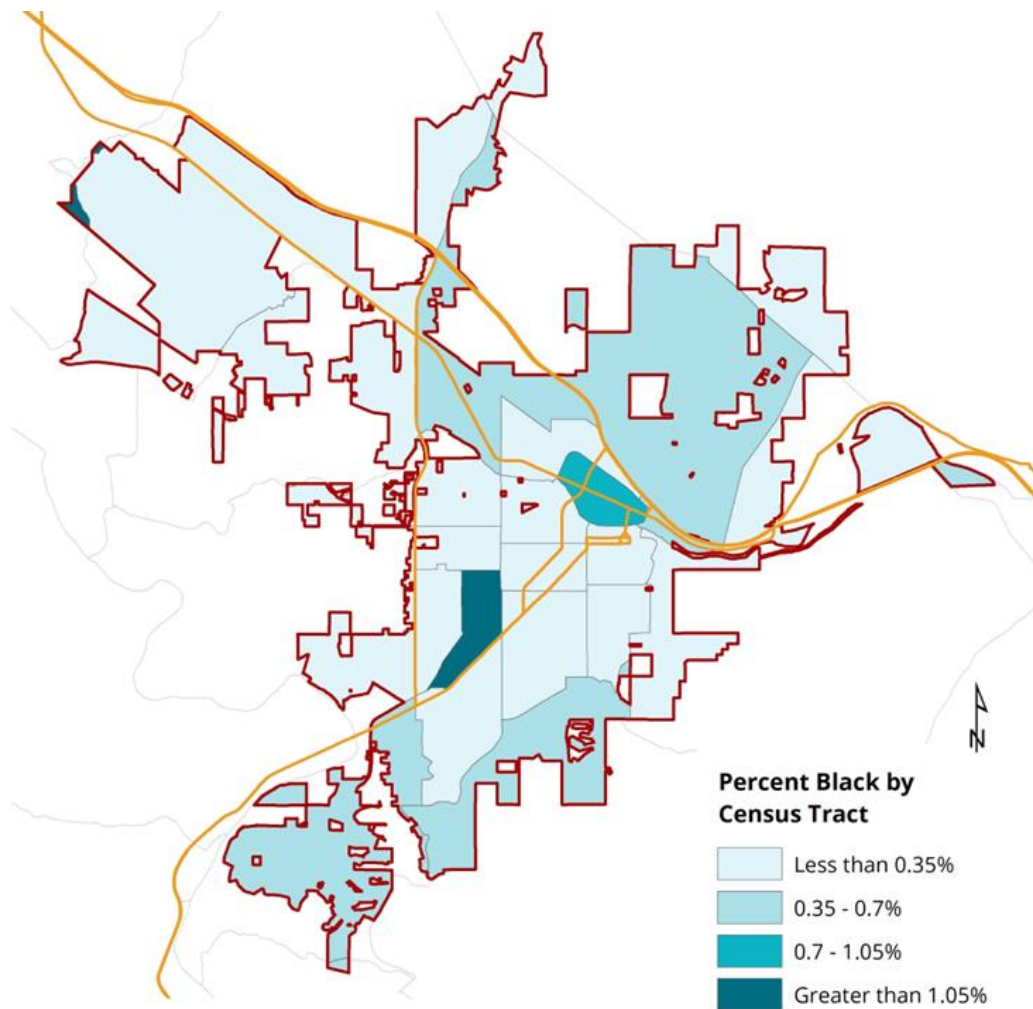 N
Percent Black by
Census Tract
Less than 0.35%
0.35 - 0.7%
0.7 - 1.05%
Greater than 1.05%